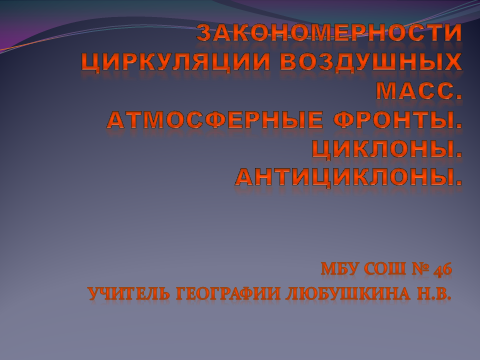 ЗАКОНОМЕРНОСТИ
ЦИРКУЛЯЦИИ ВОЗДУШНЫХ
МАСС.
АТМОСФЕРНЫЕ ФРОНТЫ.
ЦИКЛОНЫ.
АНТИЦИКЛОНЫ.
МБУ СОШ № 46
УЧИТЕЛЬ ГЕОГРАФИИ ЛЮБУШКИНА Н.В.